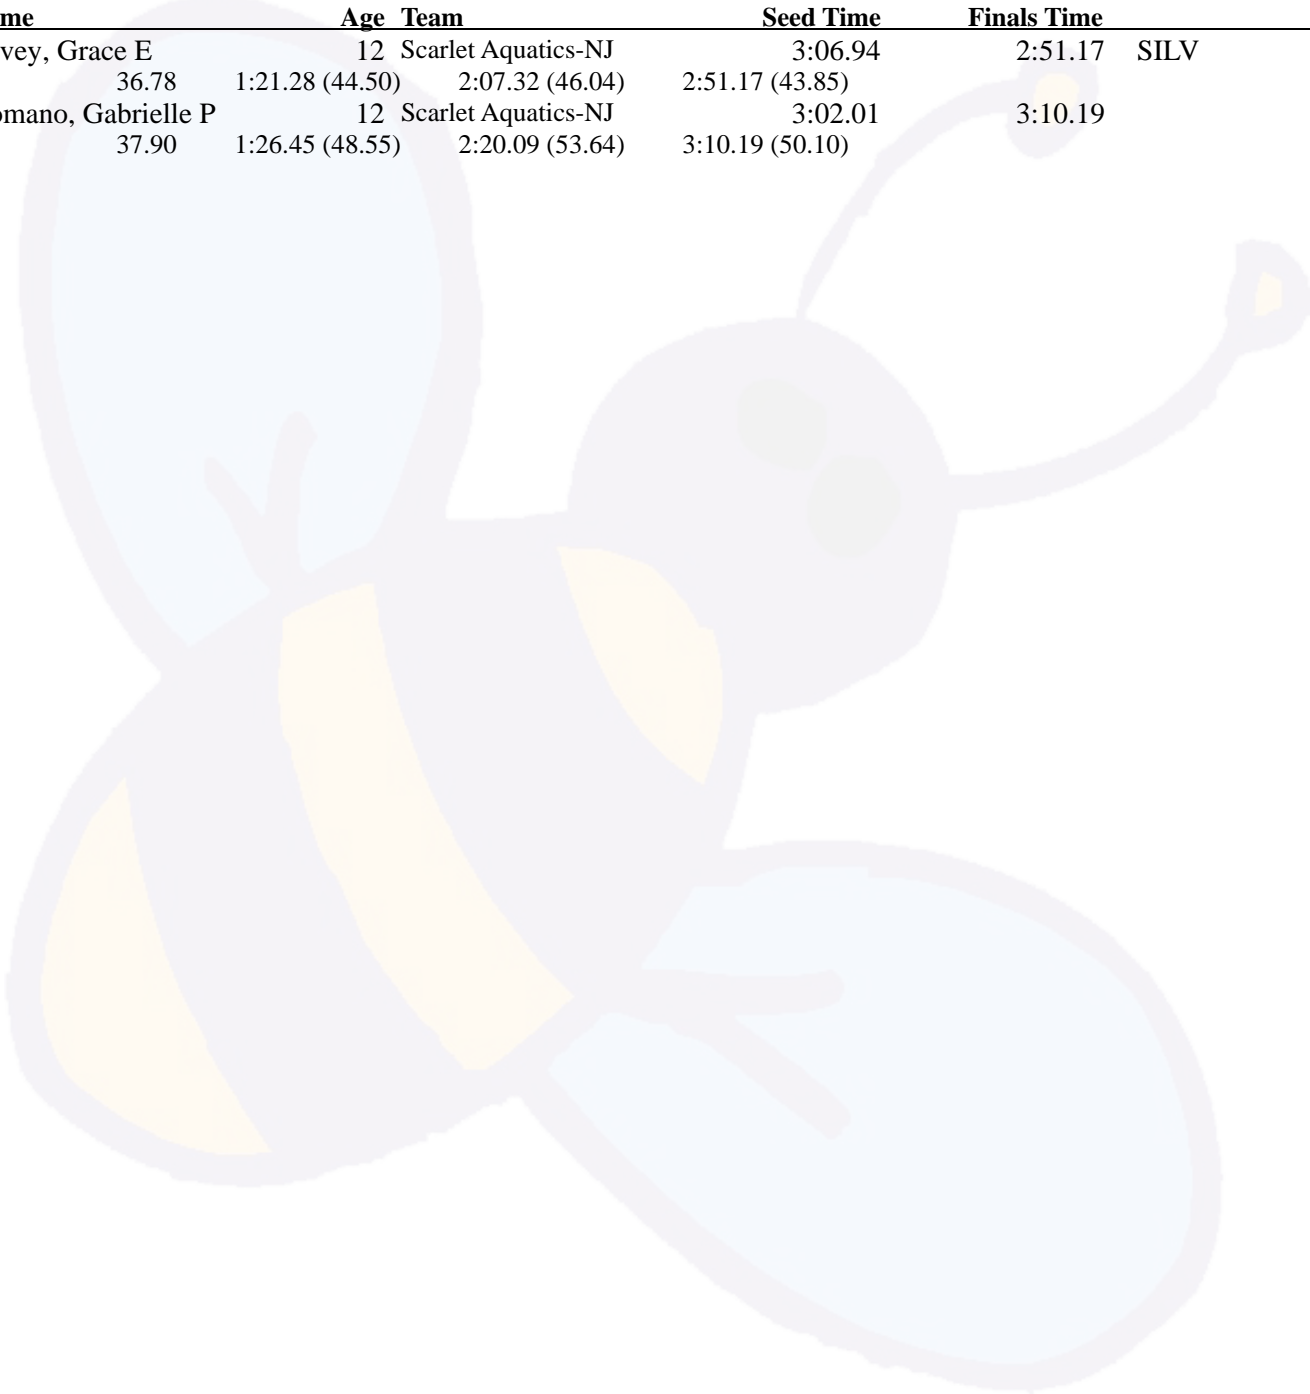 me Age Team Seed Time Finals Time
vey, Grace E 12 Scarlet Aquatics-NJ 3:06.94 2:51.17 SILV
36.78 1:21.28 (44.50) 2:07.32 (46.04) 2:51.17 (43.85)
omano, Gabrielle P 12 Scarlet Aquatics-NJ 3:02.01 3:10.19
37.90 1:26.45 (48.55) 2:20.09 (53.64) 3:10.19 (50.10)